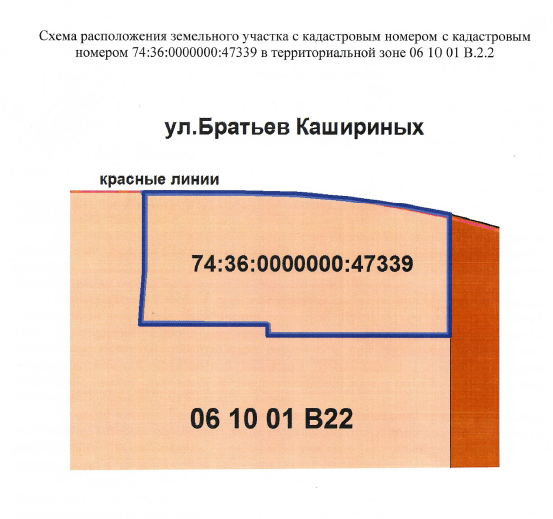 Схема расположения земельного участка с кадастровым номером с кадастровым
номером 74:36:0000000:47339 в территориальной зоне 06 10 01 В.2.2
ул.Братьев Кашириных
красные линии
74:36:0000000:47339
06 10 01 В22